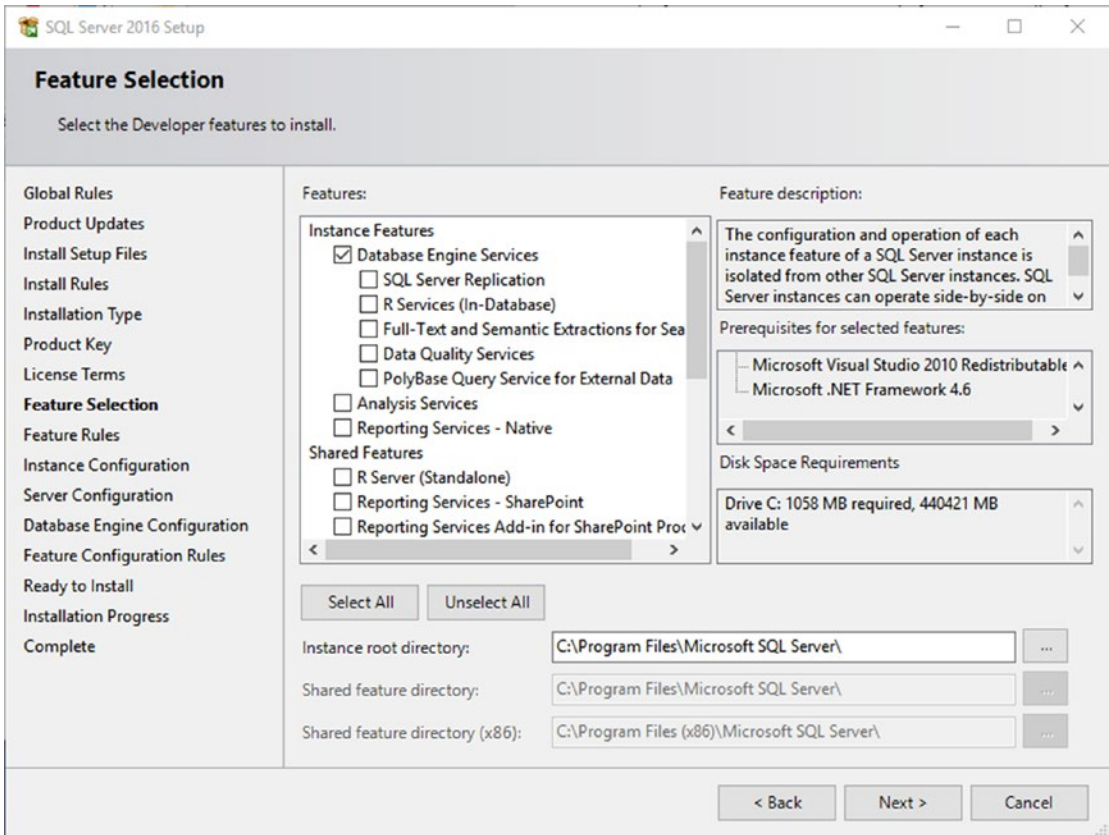 SQL Server 2016 Setup
Feature Selection
Select the Developer features to install.
Global Rules
Product Updates
Install Setup Files
Install Rules
Installation Type
Product Key
License Terms
Feature Selection
Feature Rules
Instance Configuration
Server Configuration
Database Engine Configuration
Feature Configuration Rules
Ready to Install
Installation Progress
Complete
Features:
Instance Features
Database Engine Services
SQL Server Replication
R Services (In-Database)
Full-Text and Semantic Extractions for Sea
Data Quality Services
PolyBase Query Service for External Data
Analysis Services
Reporting Services - Native
Shared Features
R Server (Standalone)
Reporting Services - SharePoint
Reporting Services Add-in for SharePoint Proc
Feature description:
The configuration and operation of each
instance feature of a SQL Server instance is
isolated from other SQL Server instances. SQL
Server instances can operate side-by-side on
Prerequisites for selected features:
Microsoft Visual Studio 2010 Redistributable
Microsoft .NET Framework 4.6
Disk Space Requirements
Drive C: 1058 MB required, 440421 MB
available
Select All
Unselect All
Instance root directory:
C:\Program Files\Microsoft SQL Server\
...
Shared feature directory:
C:\Program Files\Microsoft SQL Server\
...
Shared feature directory (x86):
C:\Program Files (x86)\Microsoft SQL Server\
...
< Back
Next >
Cancel